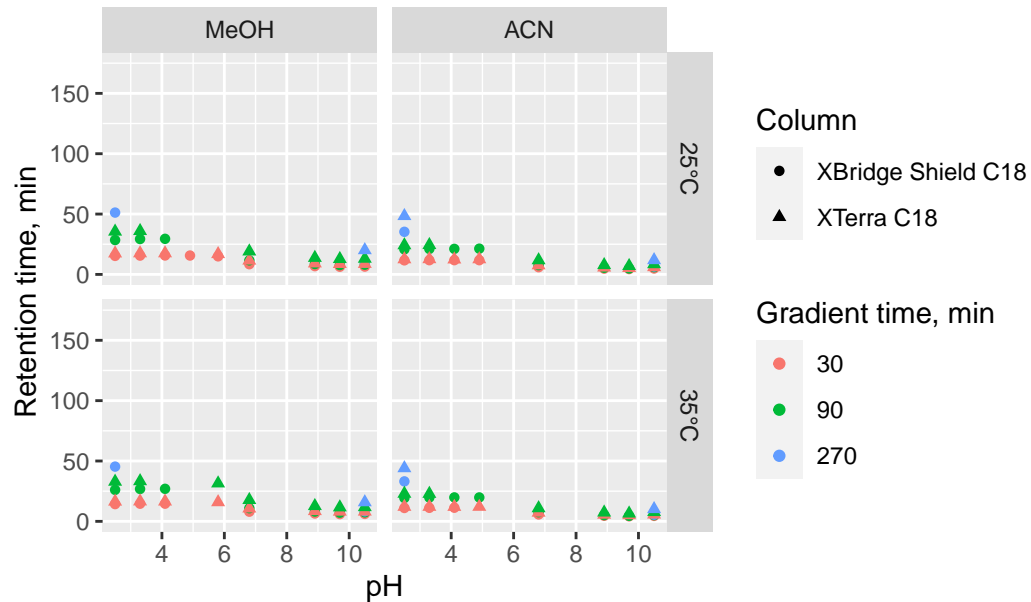 MeOH
ACN
150
100
50
0
25°C
150
100
50
0
35°C
4
6
8
10
4
6
8
10
pH
Retention time, min
Column
XBridge Shield C18
XTerra C18
Gradient time, min
30
90
270